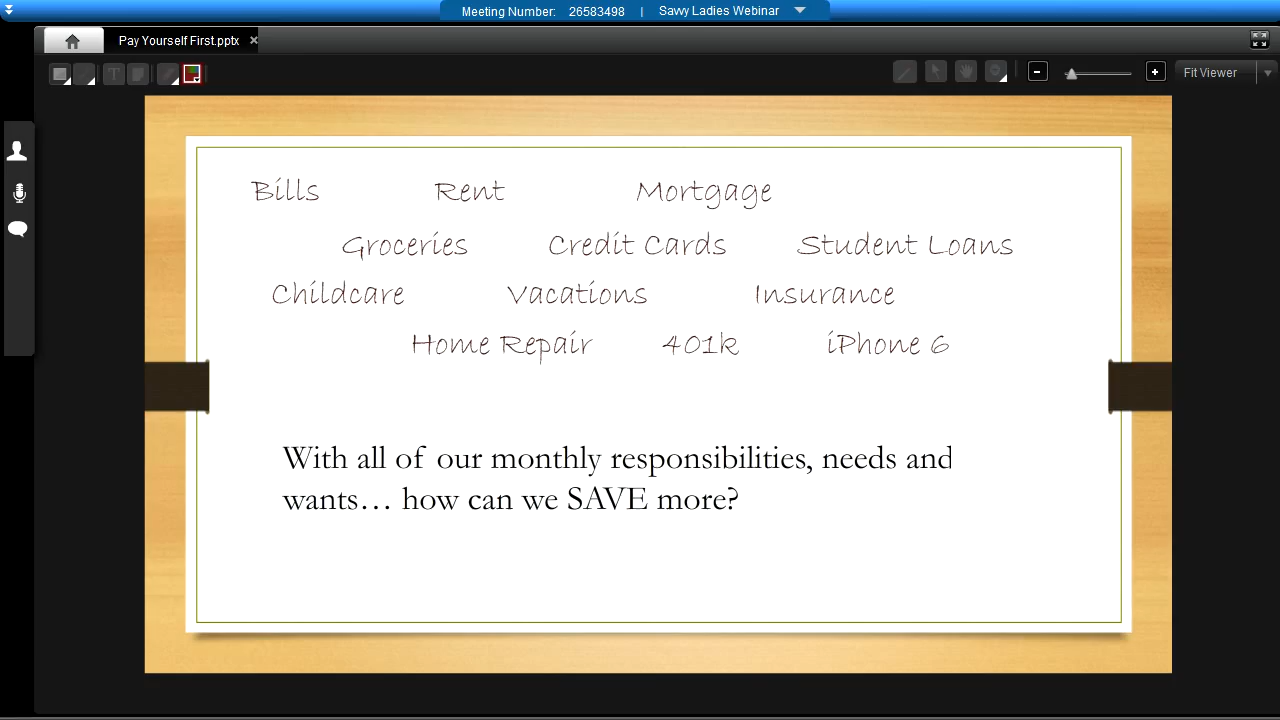 Meeting Number: 26583498 | Savvy Ladies Webinar
Pay Yourself First.pptx
T
Fit Viewer
Bills Rent Mortgage
Groceries Credit Cards Student Loans
Childcare Vacations Insurance
Home Repair 401k iPhone 6
With all of our monthly responsibilities, needs and
wants… how can we SAVE more?